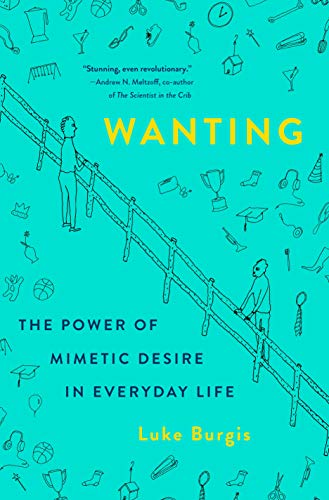 “Stunning, even revolutionary.”
—Andrew N. Meltzoff, co-author
of The Scientist in the Crib
WANTING
THE POWER OF
MIMETIC DESIRE
IN EVERYDAY LIFE
Luke Burgis